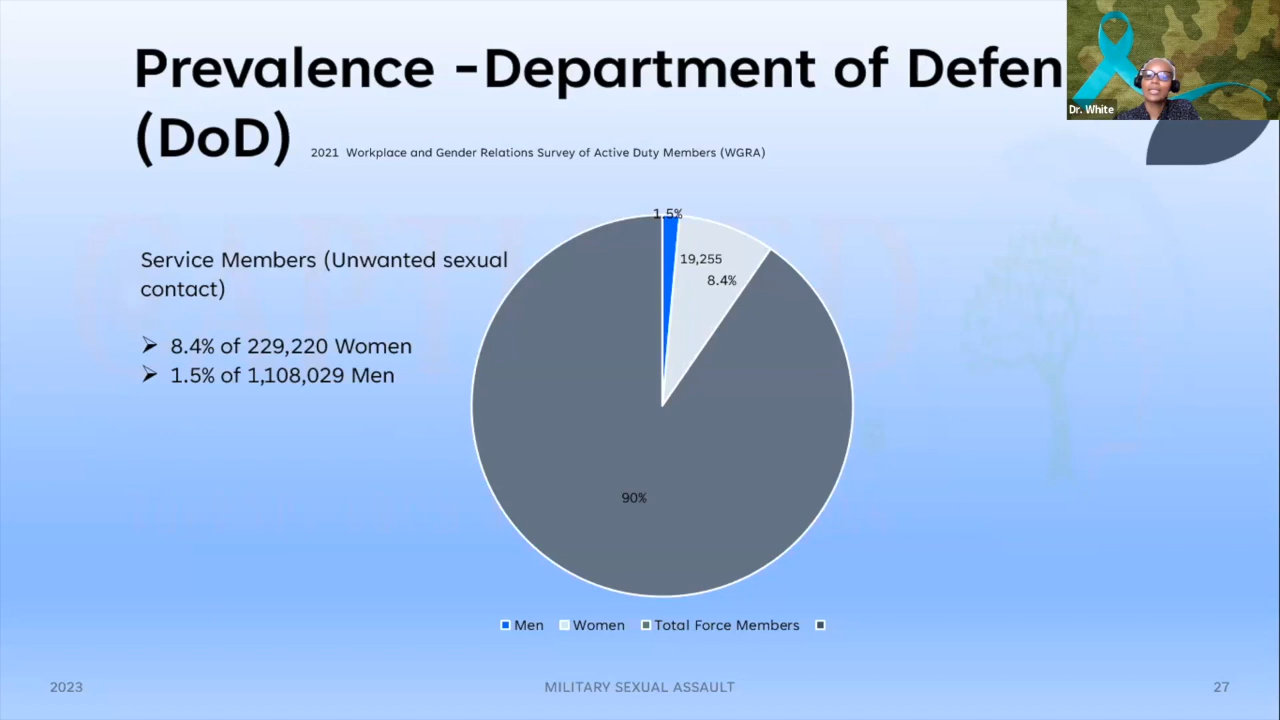 Prevalence -Department of Defen
(DoD) 2021 Workplace and Gender Relations Survey of Active Duty Members (WGRA)
Dr. White
Service Members (Unwanted sexual
contact)
➢ 8.4% of 229,220 Women
➢ 1.5% of 1,108,029 Men
1.5%
19,255
8.4%
90%
Men Women Total Force Members
2023 MILITARY SEXUAL ASSAULT 27